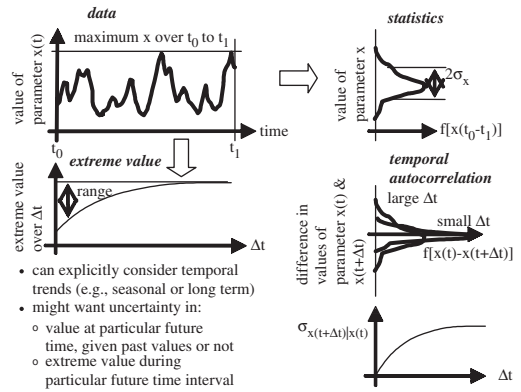 data
maximum x over t0 to t1
value of
parameter x(t)
time
t0
t1
statistics
value of
parameter x
2σx
f[x(t0-t1)]
extreme value
extreme value
over Δt
range
Δt
temporal
autocorrelation
difference in
values of
parameter x(t) &
x(t+Δt)
large Δt
small Δt
f[x(t)-x(t+Δt)]
• can explicitly consider temporal
trends (e.g., seasonal or long term)
• might want uncertainty in:
o value at particular future
time, given past values or not
o extreme value during
particular future time interval
σx(t+Δt)|x(t)
Δt